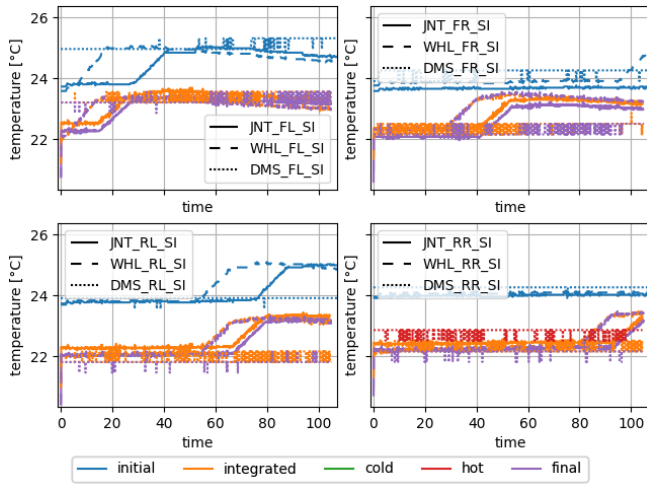 26
24
22
temperature [°C]
JNT_FL_SI
WHL_FL_SI
DMS_FL_SI
time
temperature [°C]
JNT_FR_SI
WHL_FR_SI
DMS_FR_SI
time
26
24
22
temperature [°C]
JNT_RL_SI
WHL_RL_SI
DMS_RL_SI
0 20 40 60 80 100
time
temperature [°C]
JNT_RR_SI
WHL_RR_SI
DMS_RR_SI
0 20 40 60 80 100
time
initial integrated cold hot final